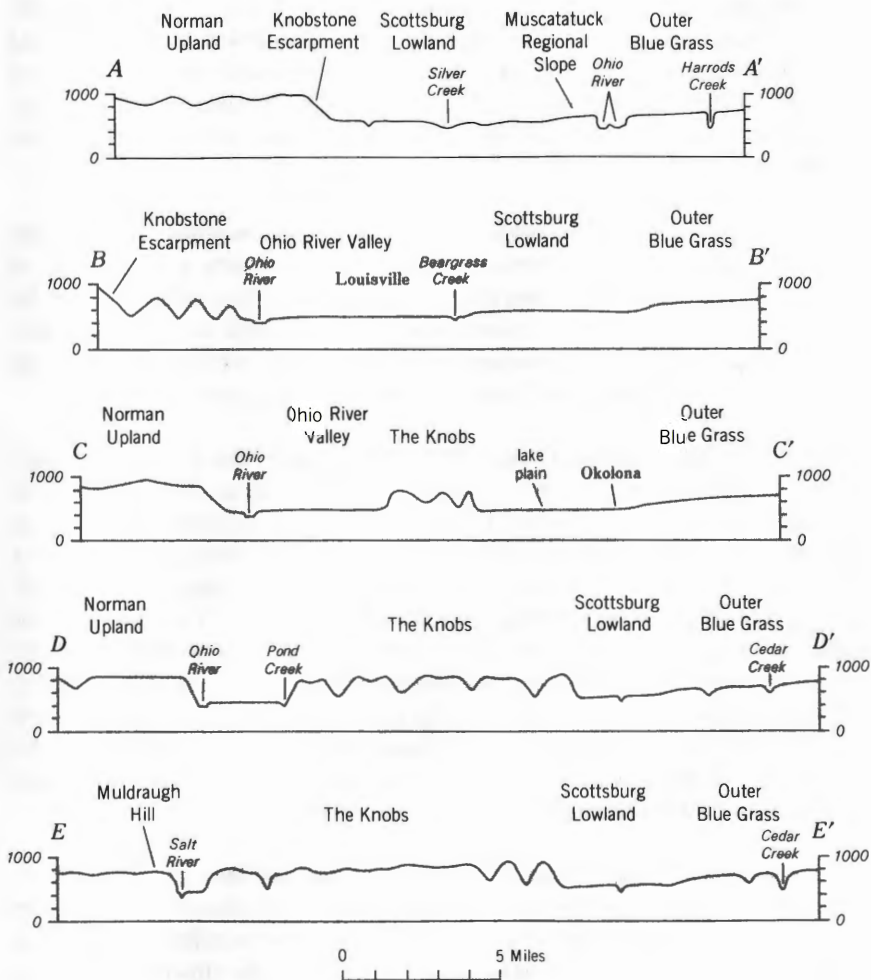 Norman
Upland
Knobstone
Escarpment
Scottsburg
Lowland
Muscatatuck
Regional
Slope
Outer
Blue Grass
A
Silver
Creek
Ohio
River
Harrods
Creek
A'
1000
0
1000
0
Knobstone
Escarpment
Ohio River Valley
Scottsburg
Lowland
Outer
Blue Grass
B
Ohio
River
Louisville
Beargrass
Creek
B'
1000
0
1000
0
Norman
Upland
Ohio River
Valley
The Knobs
Outer
Blue Grass
C
Ohio
River
lake
plain
Okolona
C'
1000
0
1000
0
Norman
Upland
The Knobs
Scottsburg
Lowland
Outer
Blue Grass
D
Ohio
River
Pond
Creek
Cedar
Creek
D'
1000
0
1000
0
Muldraugh
Hill
The Knobs
Scottsburg
Lowland
Outer
Blue Grass
E
Salt
River
Cedar
Creek
E'
1000
0
1000
0
0 5 Miles